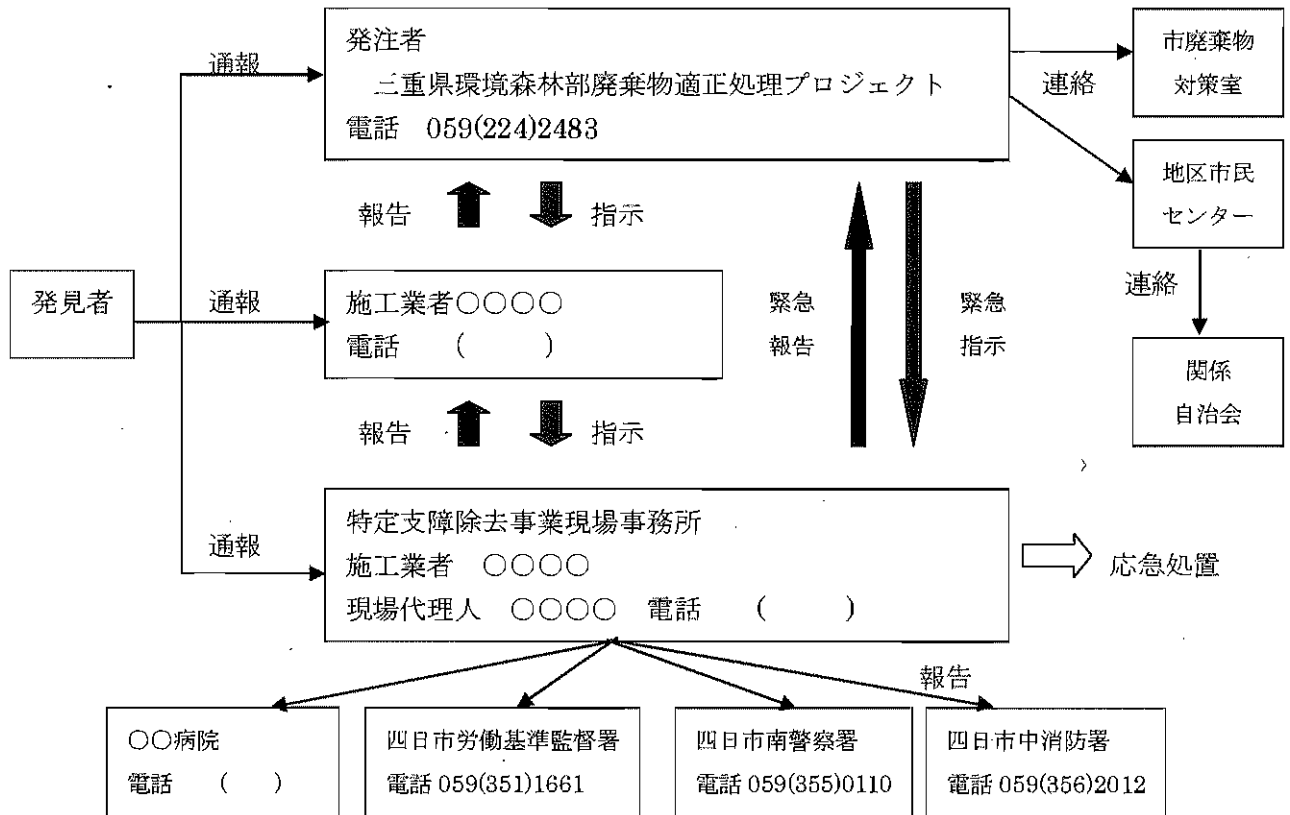 発注者
三重県環境森林部廃棄物適正処理プロジェクト
電話　059(224)2483
通報
連絡
市廃棄物
対策室
地区市民
センター
連絡
関係
自治会
報告
指示
発見者
通報
施工業者○○○○
電話　　(　　　)
緊急
報告
緊急
指示
報告
指示
通報
特定支障除去事業現場事務所
施工業者　○○○○
現場代理人　○○○○　電話　　(　　　)
応急処置
報告
○○病院
電話　　(　　)
四日市労働基準監督署
電話 059(351)1661
四日市南警察署
電話 059(355)0110
四日市中消防署
電話 059(356)2012